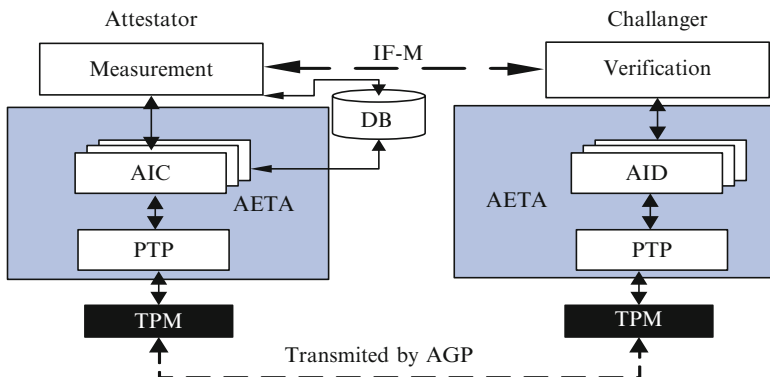 Attestator
Challanger
Measurement
IF-M
Verification
DB
AIC
AETA
AID
AETA
PTP
PTP
TPM
TPM
Transmited by AGP